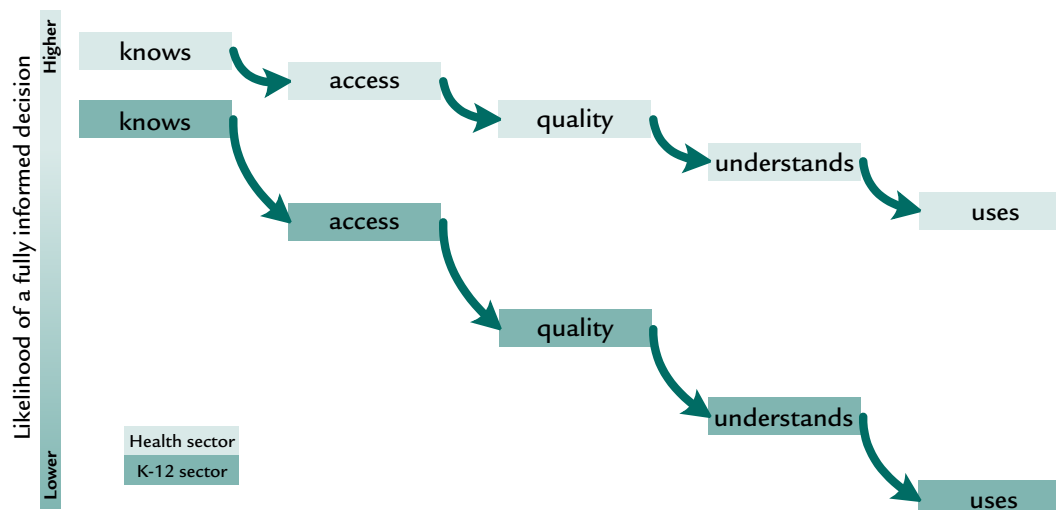 Likelihood of a fully informed decision
Higher
Lower
knows
access
quality
understands
uses
knows
access
quality
understands
uses
Health sector
K-12 sector